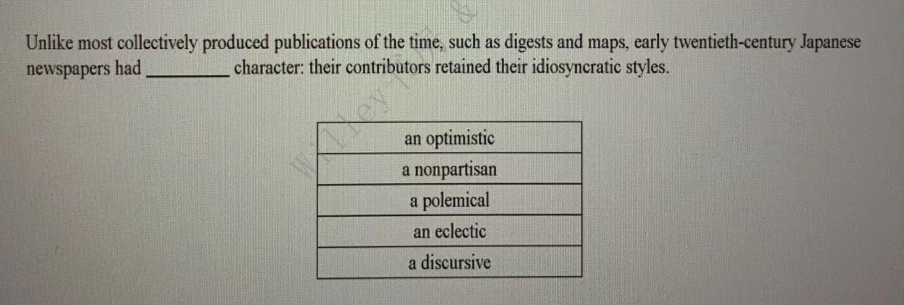 Unlike most collectively produced publications of the time, such as digests and maps, early twentieth-century Japanese
newspapers had ________ character: their contributors retained their idiosyncratic styles.
an optimistic
a nonpartisan
a polemical
an eclectic
a discursive